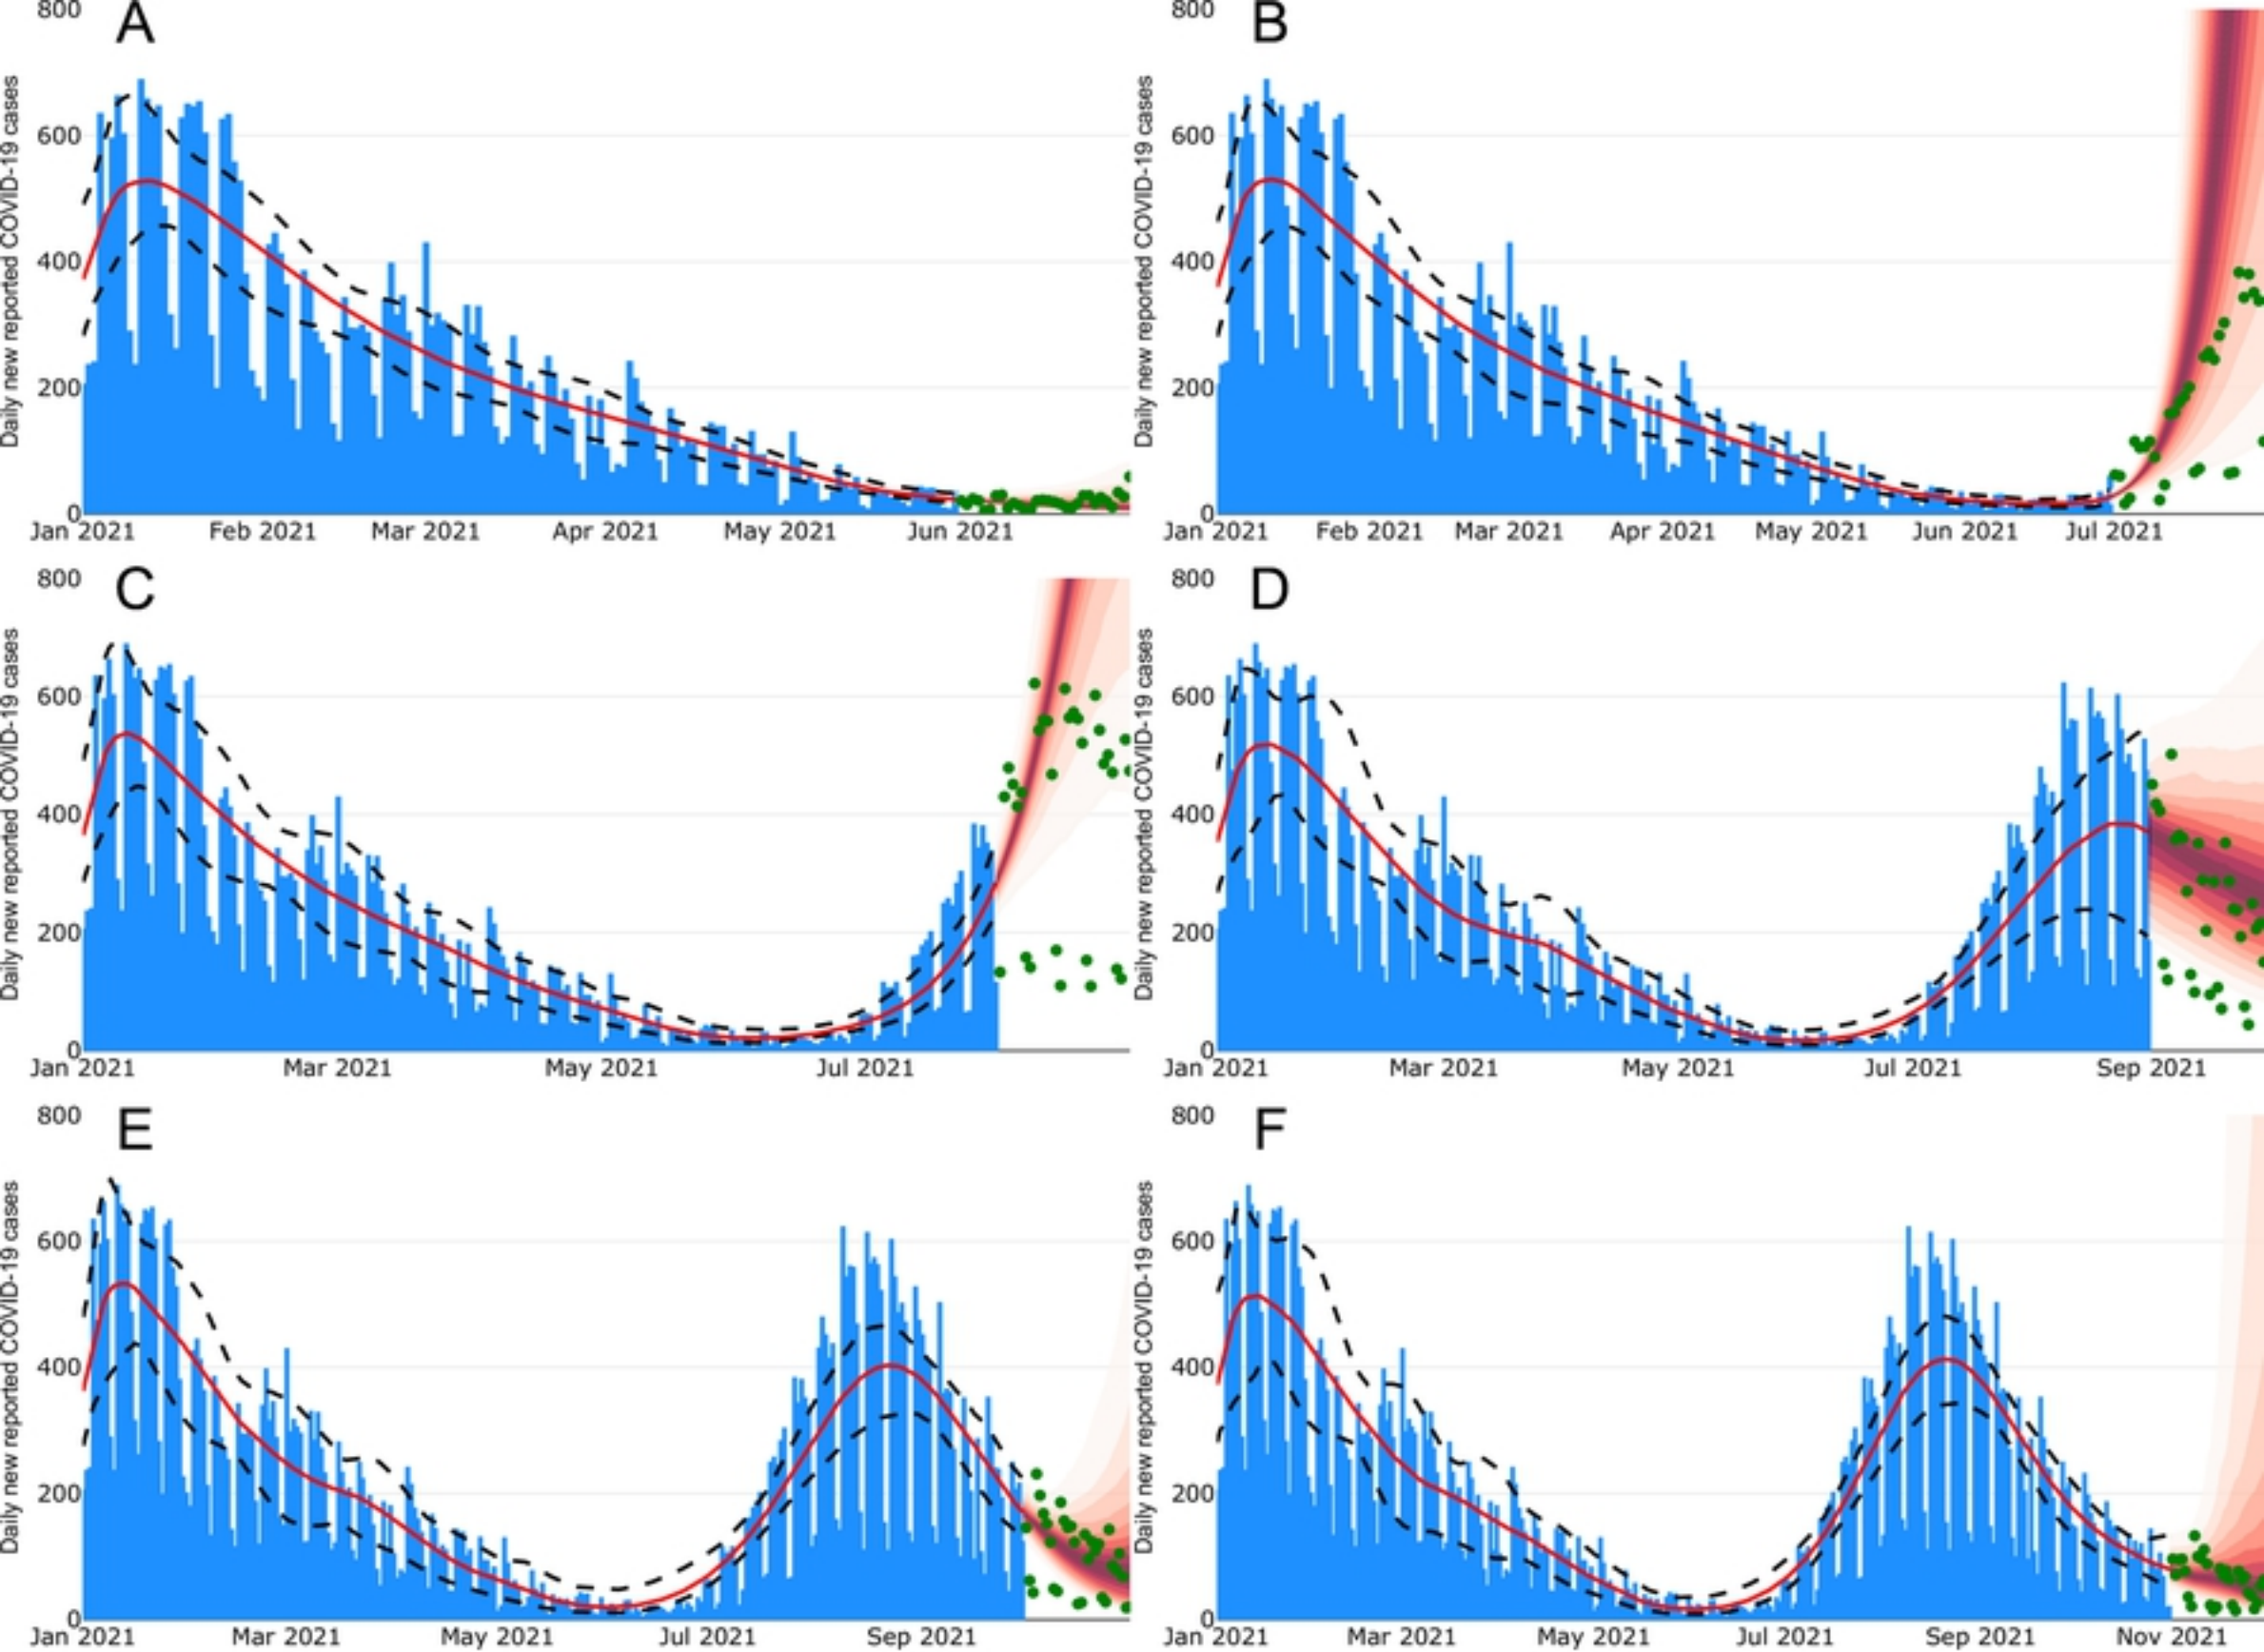 A
Daily new reported COVID-19 cases
800
600
400
200
0
Jan 2021 Feb 2021 Mar 2021 Apr 2021 May 2021 Jun 2021
B
Daily new reported COVID-19 cases
800
600
400
200
0
Jan 2021 Feb 2021 Mar 2021 Apr 2021 May 2021 Jun 2021 Jul 2021
C
Daily new reported COVID-19 cases
800
600
400
200
0
Jan 2021 Mar 2021 May 2021 Jul 2021
D
Daily new reported COVID-19 cases
800
600
400
200
0
Jan 2021 Mar 2021 May 2021 Jul 2021 Sep 2021
E
Daily new reported COVID-19 cases
800
600
400
200
0
Jan 2021 Mar 2021 May 2021 Jul 2021 Sep 2021
F
Daily new reported COVID-19 cases
800
600
400
200
0
Jan 2021 Mar 2021 May 2021 Jul 2021 Sep 2021 Nov 2021